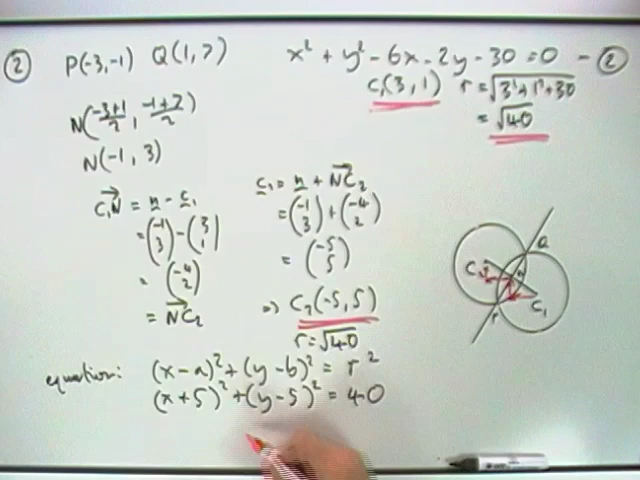 ② P(-3,-1) Q(1,7)
x² + y² - 6x - 2y - 30 = 0 - ②
C₁(3,1) r = √3²+1²+30
= √40
N(-3+1/2, -1+7/2)
N(-1, 3)
C₁N = n - c₁
= (-1 3) - (3 1)
= (-4 2)
= NC₂
c₁ = n + NC₂
= (-1 3) + (-4 2)
= (-5 5)
⇒ C₂(-5,5)
r = √40
Q
C₂
N
C₁
P
equation: (x-a)² + (y-b)² = r²
(x+5)² + (y-5)² = 40